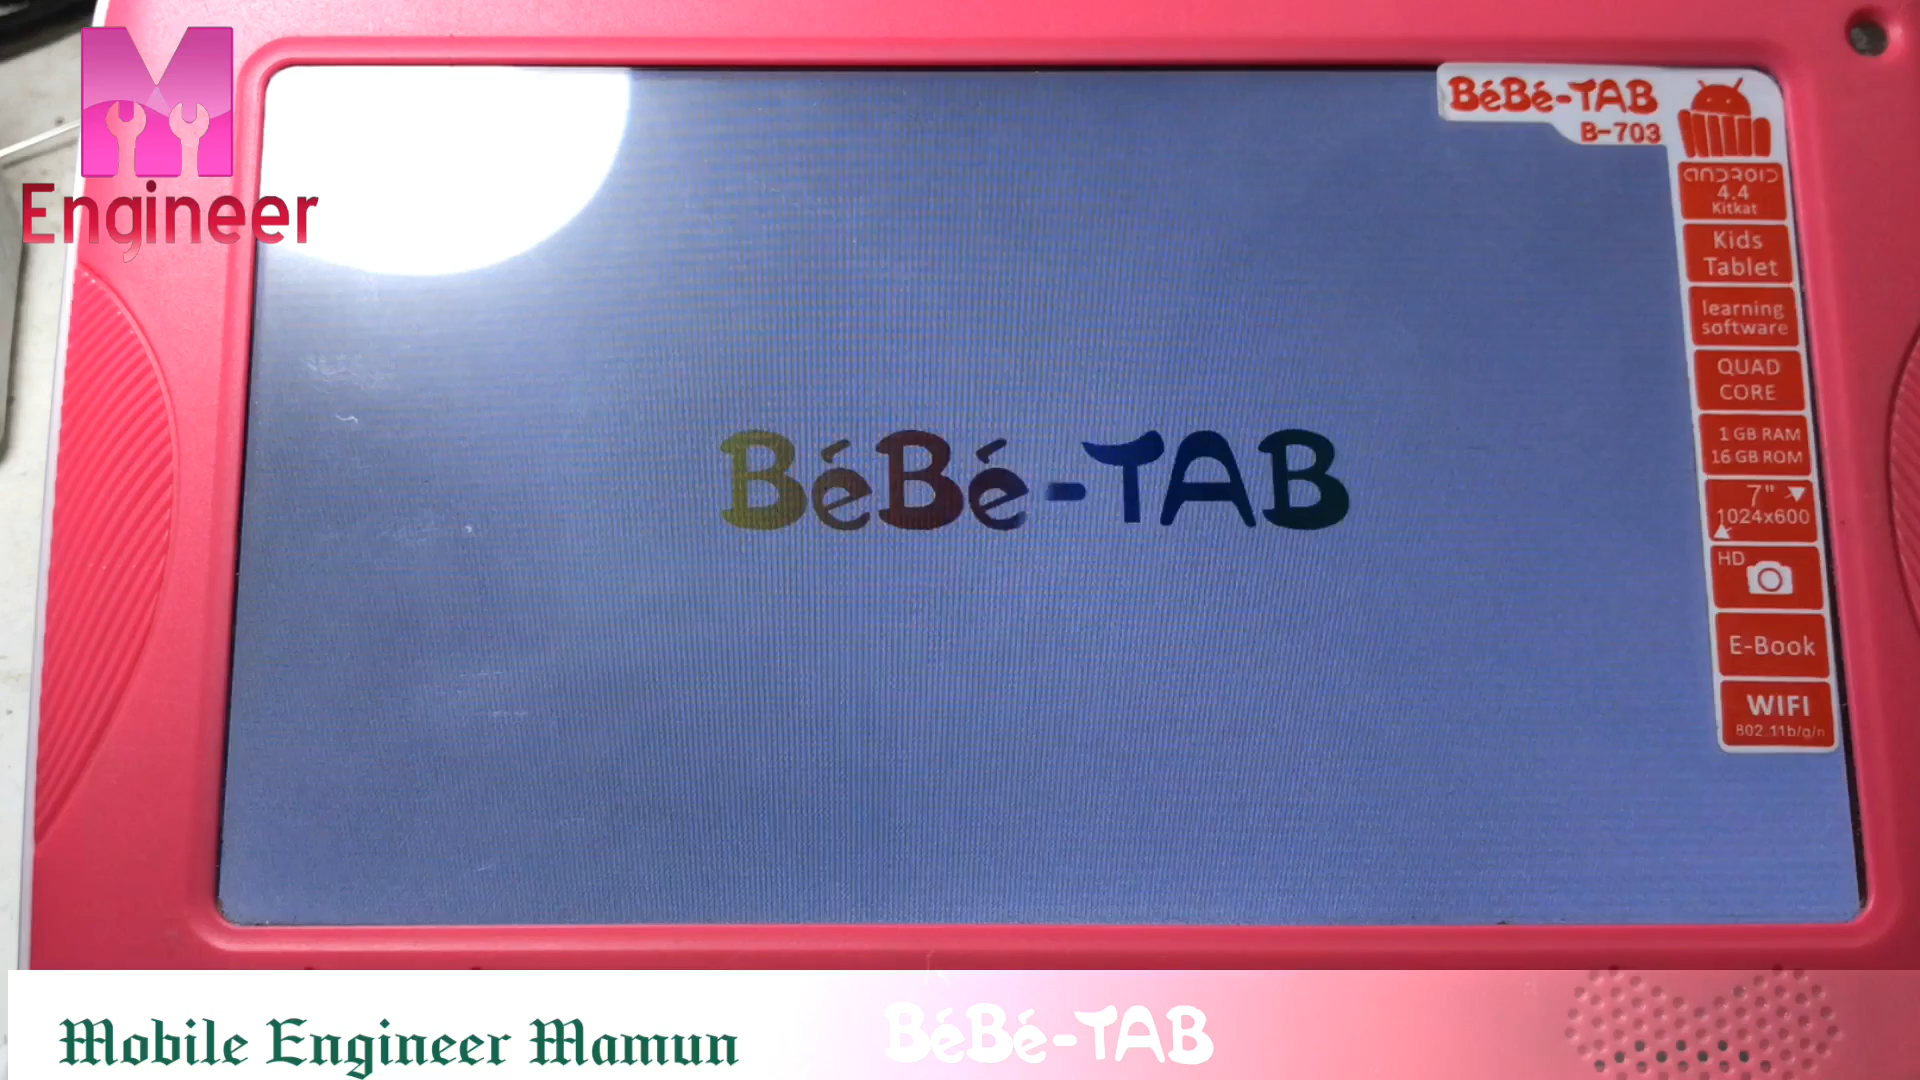 Engineer
BéBé-TAB
B-703
ANDROID
4.4
Kitkat
Kids
Tablet
learning
software
QUAD
CORE
1 GB RAM
16 GB ROM
7"
1024x600
HD
E-Book
WIFI
802.11b/g/n
BéBé-TAB
Mobile Engineer Mamun
BéBé-TAB